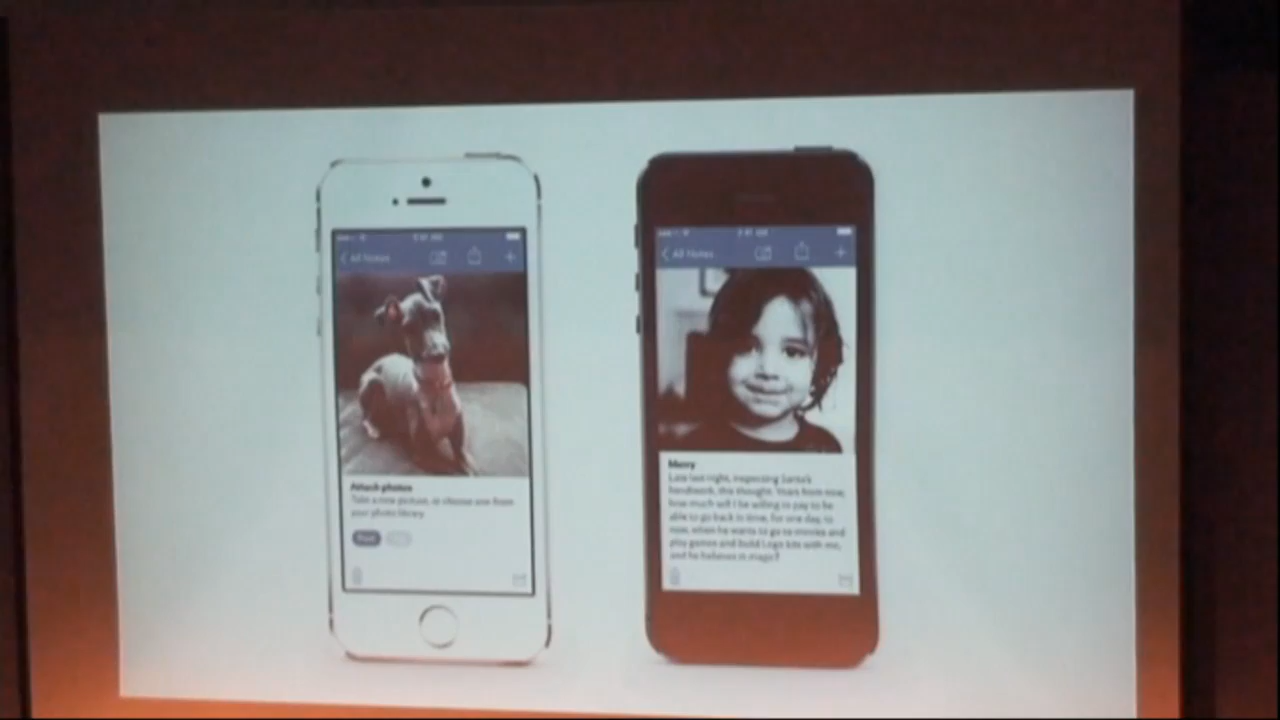 All Notes
Attach photos
Take a new picture, or choose one from
your photo library.
All Notes
Merry
Late last night, inspecting Santa's
handiwork, this thought. Years from now,
how much will I be willing to pay to be
able to go back in time, for one day, to
now, when he wants to go to movies and
play games and build Lego kits with me,
and he believes in magic?